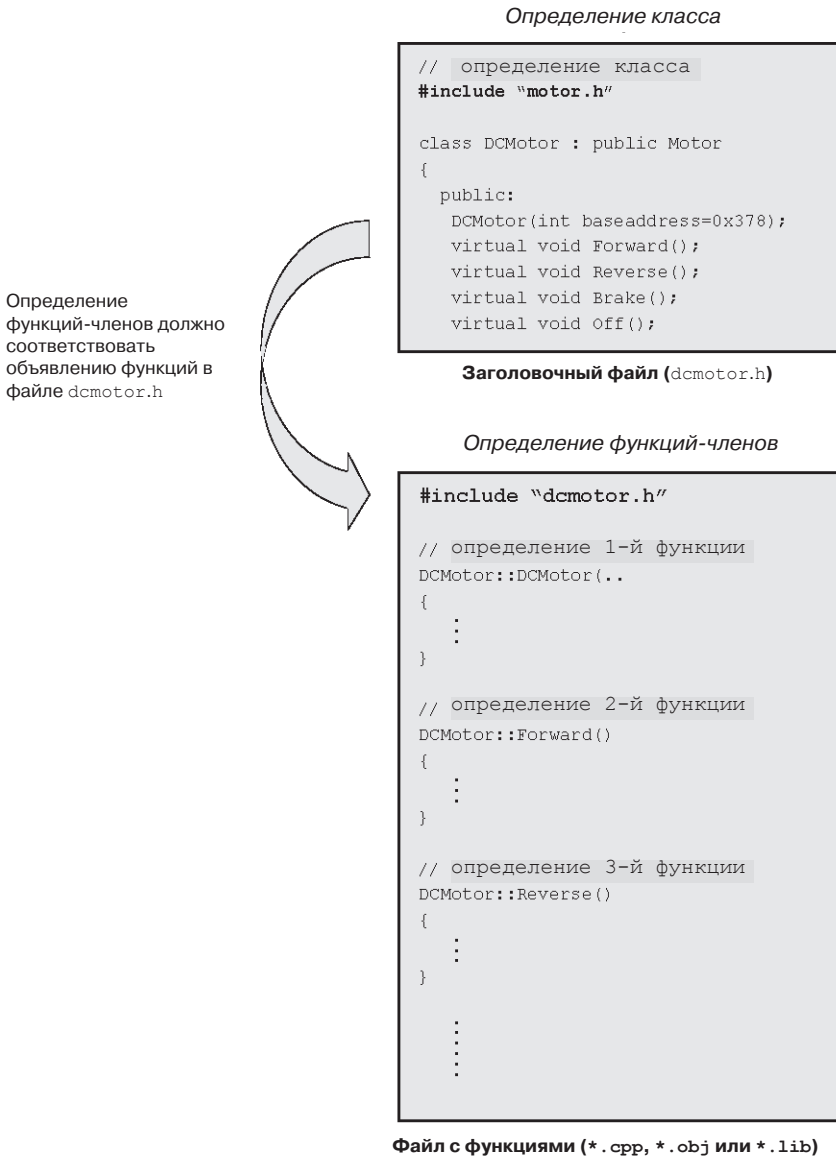 Определение класса
// определение класса
#include “motor.h”
class DCMotor : public Motor
{
public:
DCMotor(int baseaddress=0x378);
virtual void Forward();
virtual void Reverse();
virtual void Brake();
virtual void Off();
Заголовочный файл (dcmotor.h)
Определение
функций-членов должно
соответствовать
объявлению функций в
файле dcmotor.h
Определение функций-членов
#include “dcmotor.h”
// определение 1-й функции
DCMotor::DCMotor(..
{
}
// определение 2-й функции
DCMotor::Forward()
{
}
// определение 3-й функции
DCMotor::Reverse()
{
}
Файл с функциями (*.cpp, *.obj или *.lib)